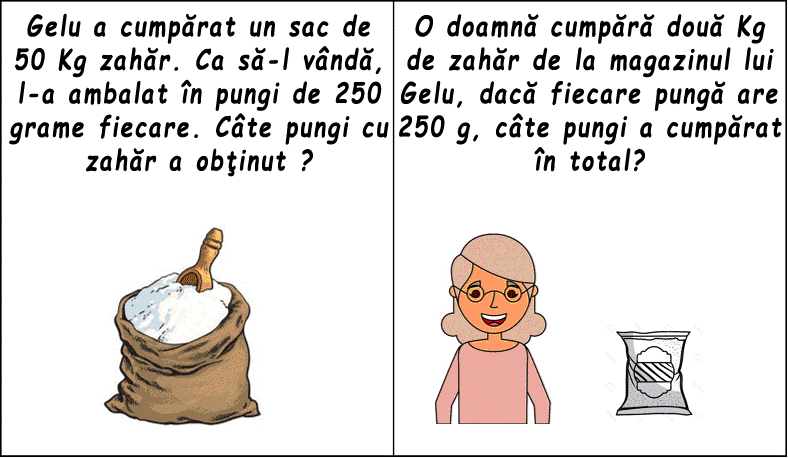 Gelu a cumpărat un sac de
50 Kg zahăr. Ca să-l vândă,
l-a ambalat în pungi de 250
grame fiecare. Câte pungi cu
zahăr a obţinut ?
O doamnă cumpără două Kg
de zahăr de la magazinul lui
Gelu, dacă fiecare pungă are
250 g, câte pungi a cumpărat
în total?